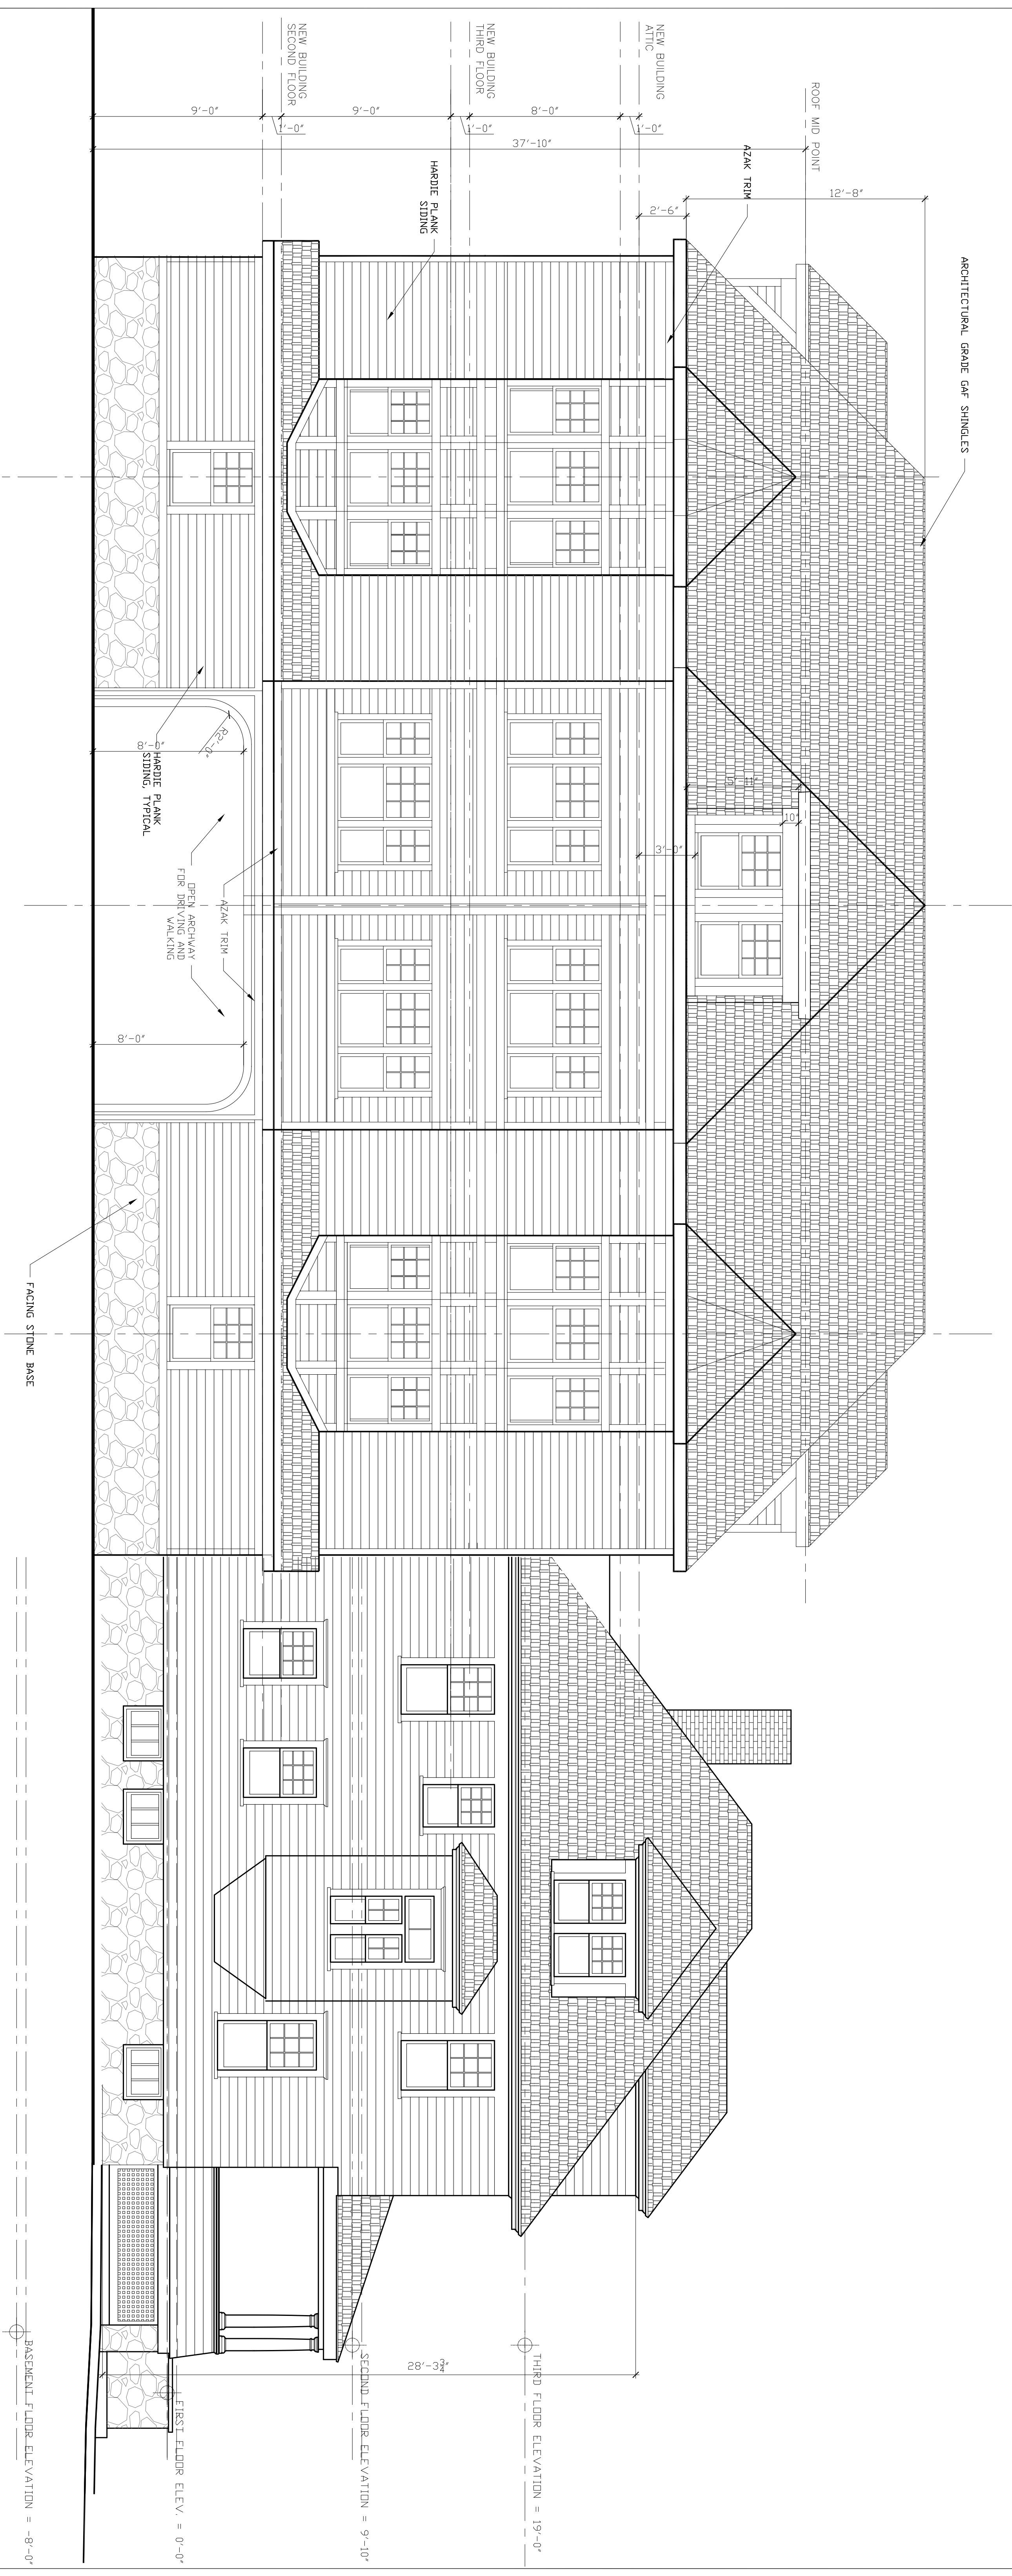 NEW BUILDING
SECOND FLOOR
NEW BUILDING
THIRD FLOOR
NEW BUILDING
ATTIC
ROOF MID POINT
9'-0"
1'-0"
9'-0"
1'-0"
8'-0"
1'-0"
37'-10"
2'-6"
12'-8"
HARDIE PLANK
SIDING
AZAK TRIM
ARCHITECTURAL GRADE GAF SHINGLES
R2'-0"
8'-0"
HARDIE PLANK
SIDING, TYPICAL
5'-11"
10"
3'-0"
AZAK TRIM
OPEN ARCHWAY
FOR DRIVING AND
WALKING
8'-0"
FACING STONE BASE
28'-3 3/4"
THIRD FLOOR ELEVATION = 19'-0"
SECOND FLOOR ELEVATION = 9'-10"
FIRST FLOOR ELEV. = 0'-0"
BASEMENT FLOOR ELEVATION = -8'-0"